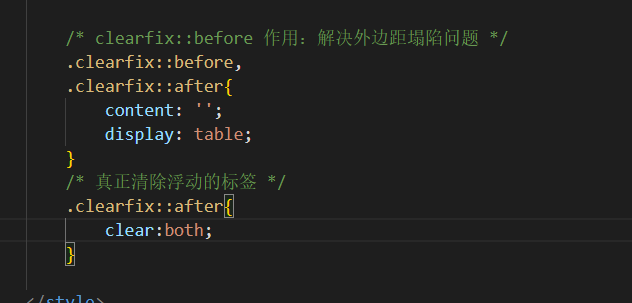 /* clearfix::before 作用：解决外边距塌陷问题 */
.clearfix::before,
.clearfix::after{
content: '';
display: table;
}
/* 真正清除浮动的标签 */
.clearfix::after{
clear:both;
}
</style>